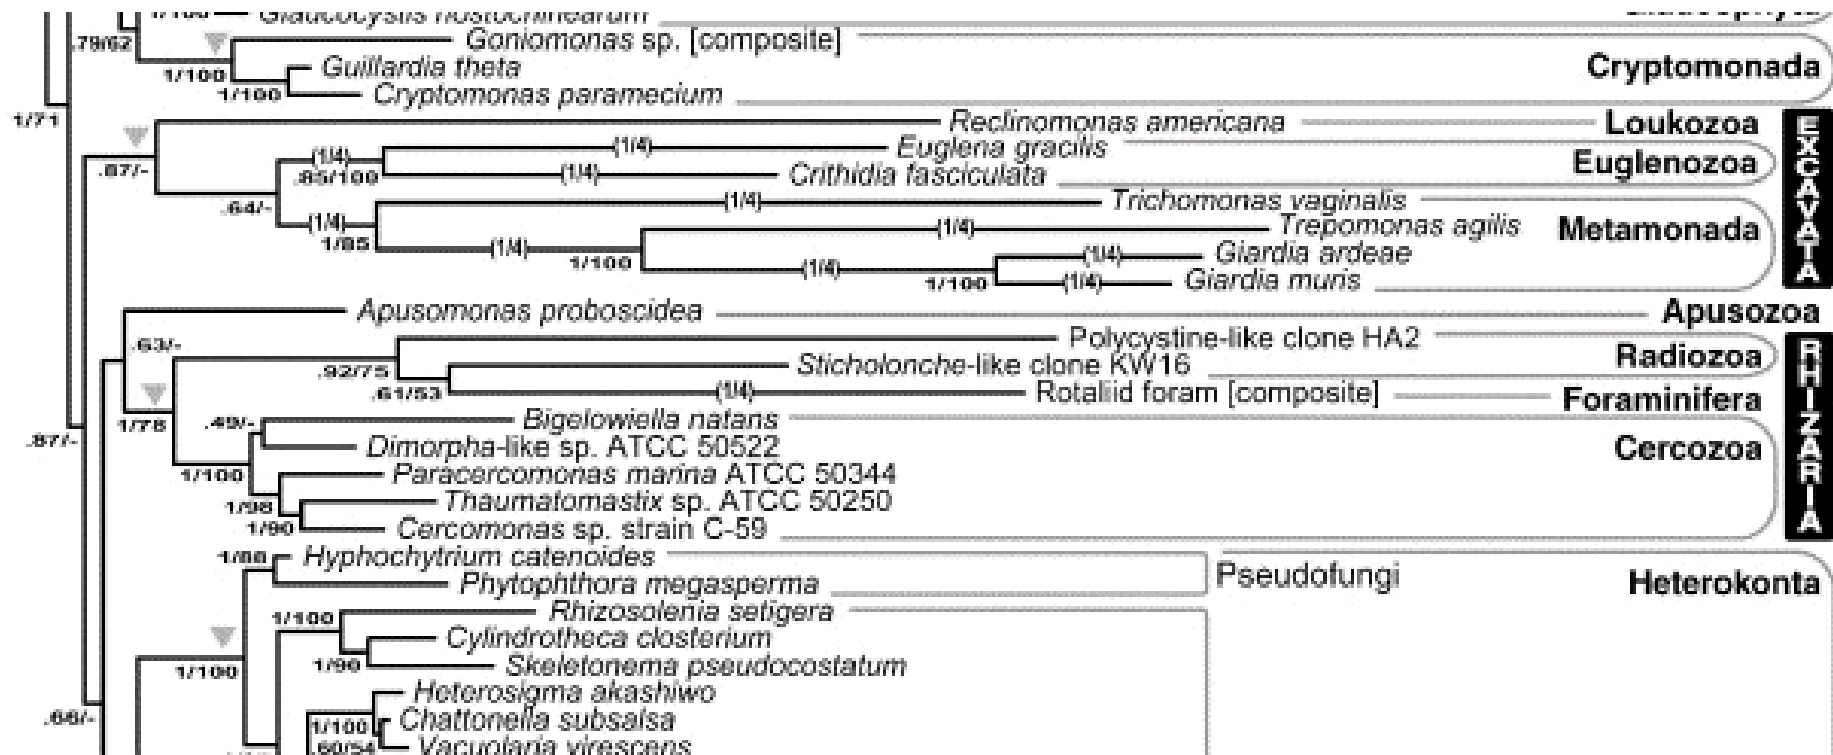 1/100 Glaucocystis nostochinearum
.79/62
Goniomonas sp. [composite]
1/100
Guillardia theta
Cryptomonada
1/100
Cryptomonas paramecium
1/71
Reclinomonas americana
Loukozoa
.87/-
(1/4)
(1/4)
Euglena gracilis
Euglenozoa
.85/100
(1/4)
Crithidia fasciculata
.64/-
(1/4)
(1/4)
Trichomonas vaginalis
1/85
(1/4)
(1/4)
Trepomonas agilis
Metamonada
1/100
(1/4)
(1/4)
Giardia ardeae
1/100
(1/4)
Giardia muris
EXCAVATA
Apusomonas proboscidea
Apusozoa
.63/-
Polycystine-like clone HA2
Radiozoa
.92/75
Sticholonche-like clone KW16
.61/53
(1/4)
Rotaliid foram [composite]
Foraminifera
1/78
.49/-
Bigelowiella natans
.87/-
Dimorpha-like sp. ATCC 50522
Cercozoa
1/100
Paracercomonas marina ATCC 50344
1/98
Thaumatomastix sp. ATCC 50250
1/90
Cercomonas sp. strain C-59
RHIZARIA
1/88
Hyphochytrium catenoides
Pseudofungi
Heterokonta
Phytophthora megasperma
1/100
Rhizosolenia setigera
Cylindrotheca closterium
1/100
1/90
Skeletonema pseudocostatum
Heterosigma akashiwo
.66/-
1/100
Chattonella subsalsa
.60/54
Vacuolaria virescens